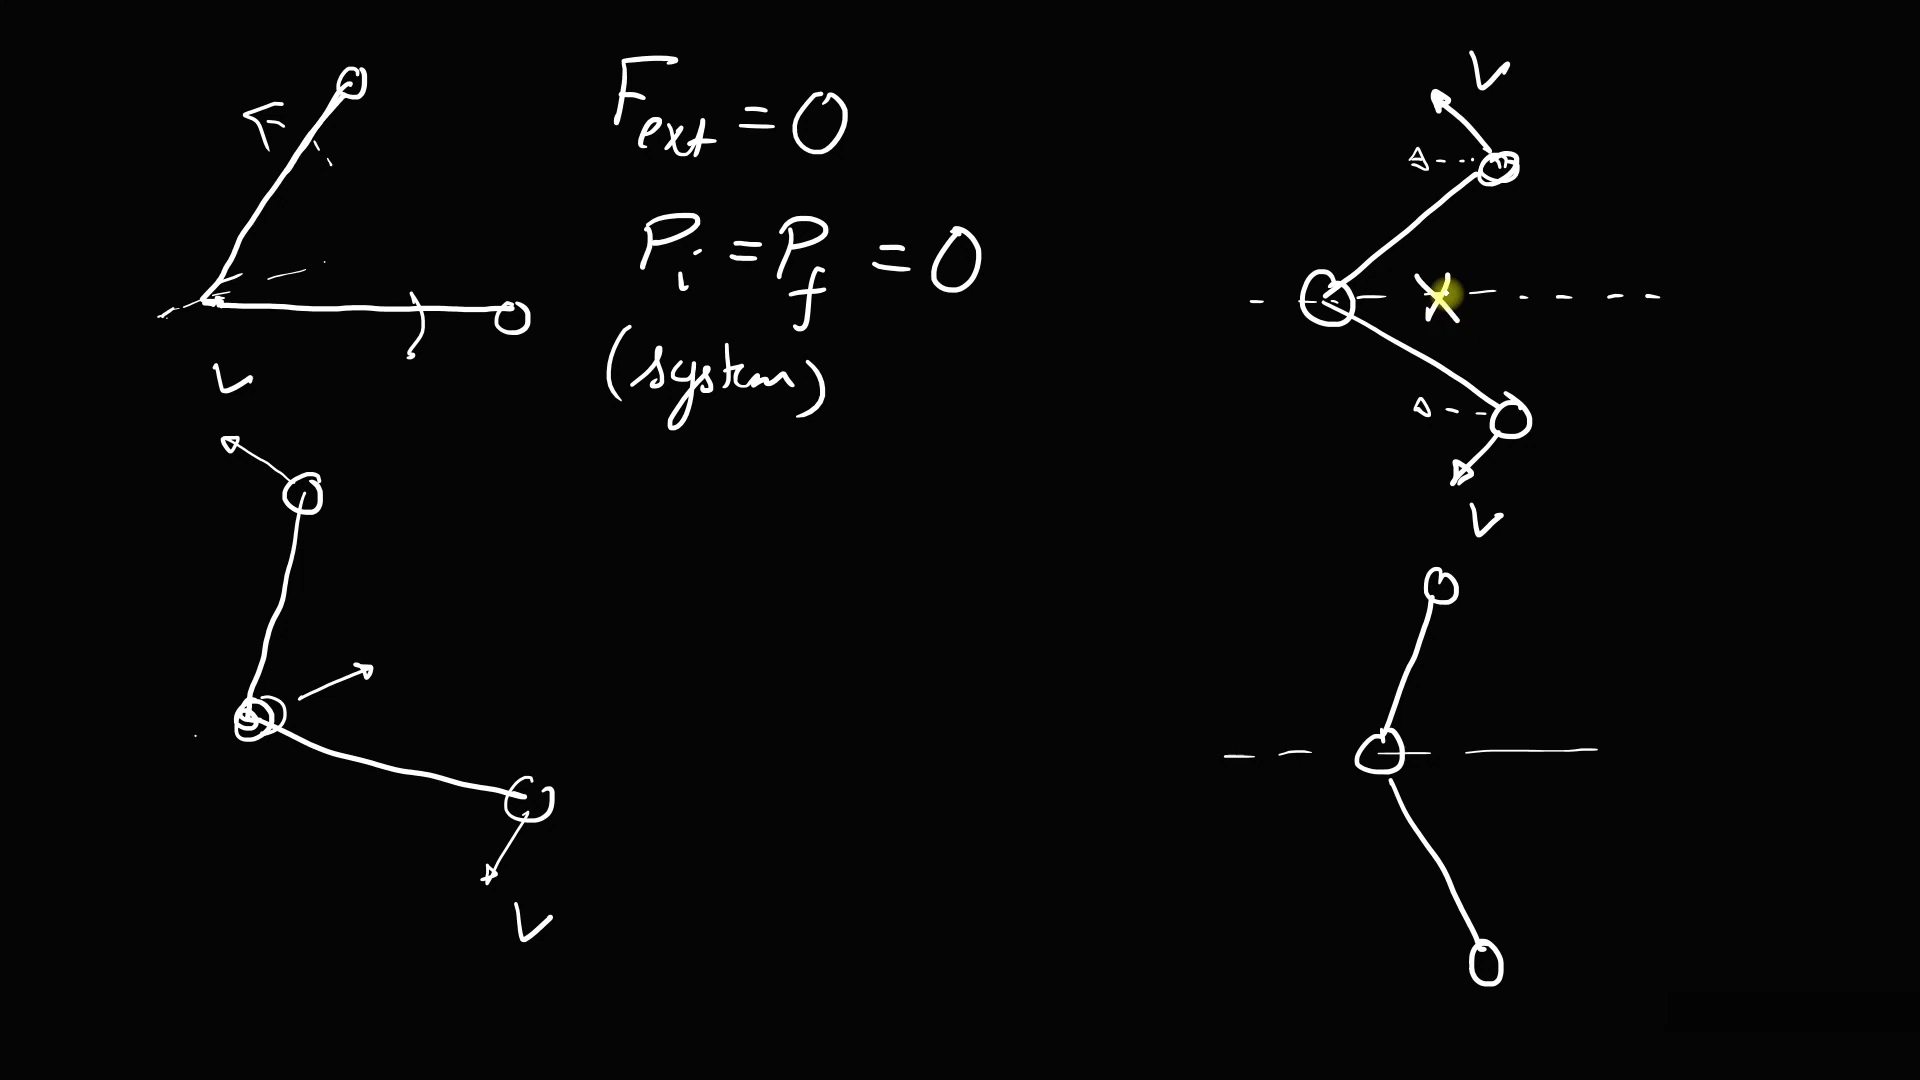 F_ext = 0
P_i = P_f = 0
(system)
V
V
V
X
V